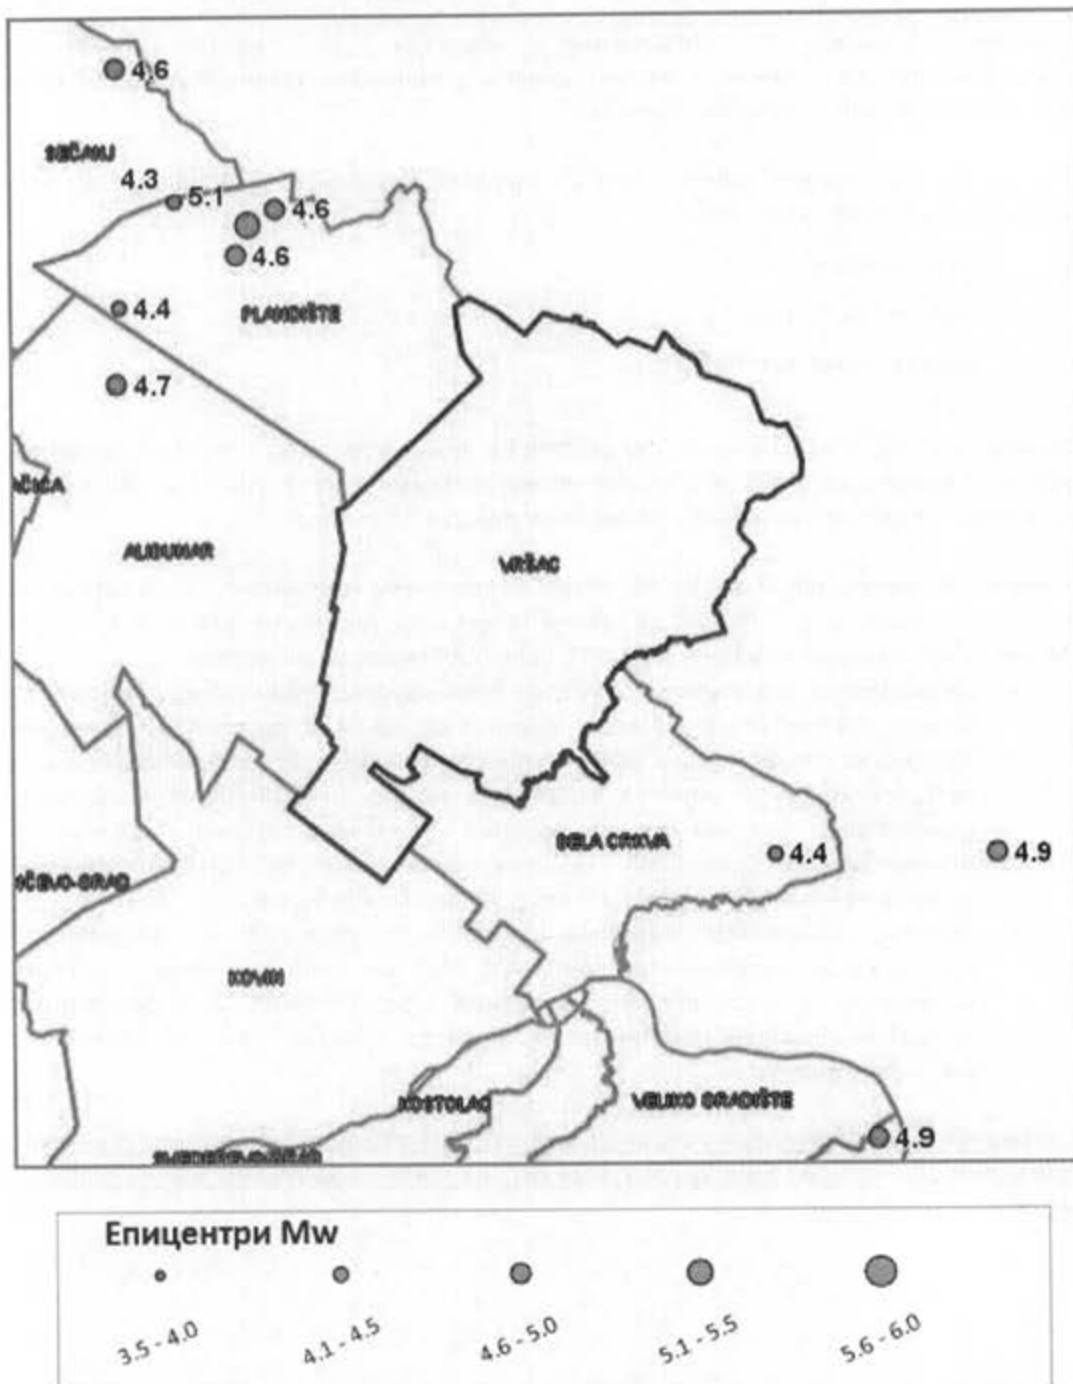 4.6
SEČANJ
4.3
5.1
4.6
4.6
4.4
PLANDIŠTE
4.7
AČIĆA
ALIBUNAR
VRŠAC
BELA CRKVA
4.4
4.9
KOVIN
KOSTOLAC
VELIKO GRADIŠTE
4.9
Епицентри Mw
3.5 - 4.0
4.1 - 4.5
4.6 - 5.0
5.1 - 5.5
5.6 - 6.0